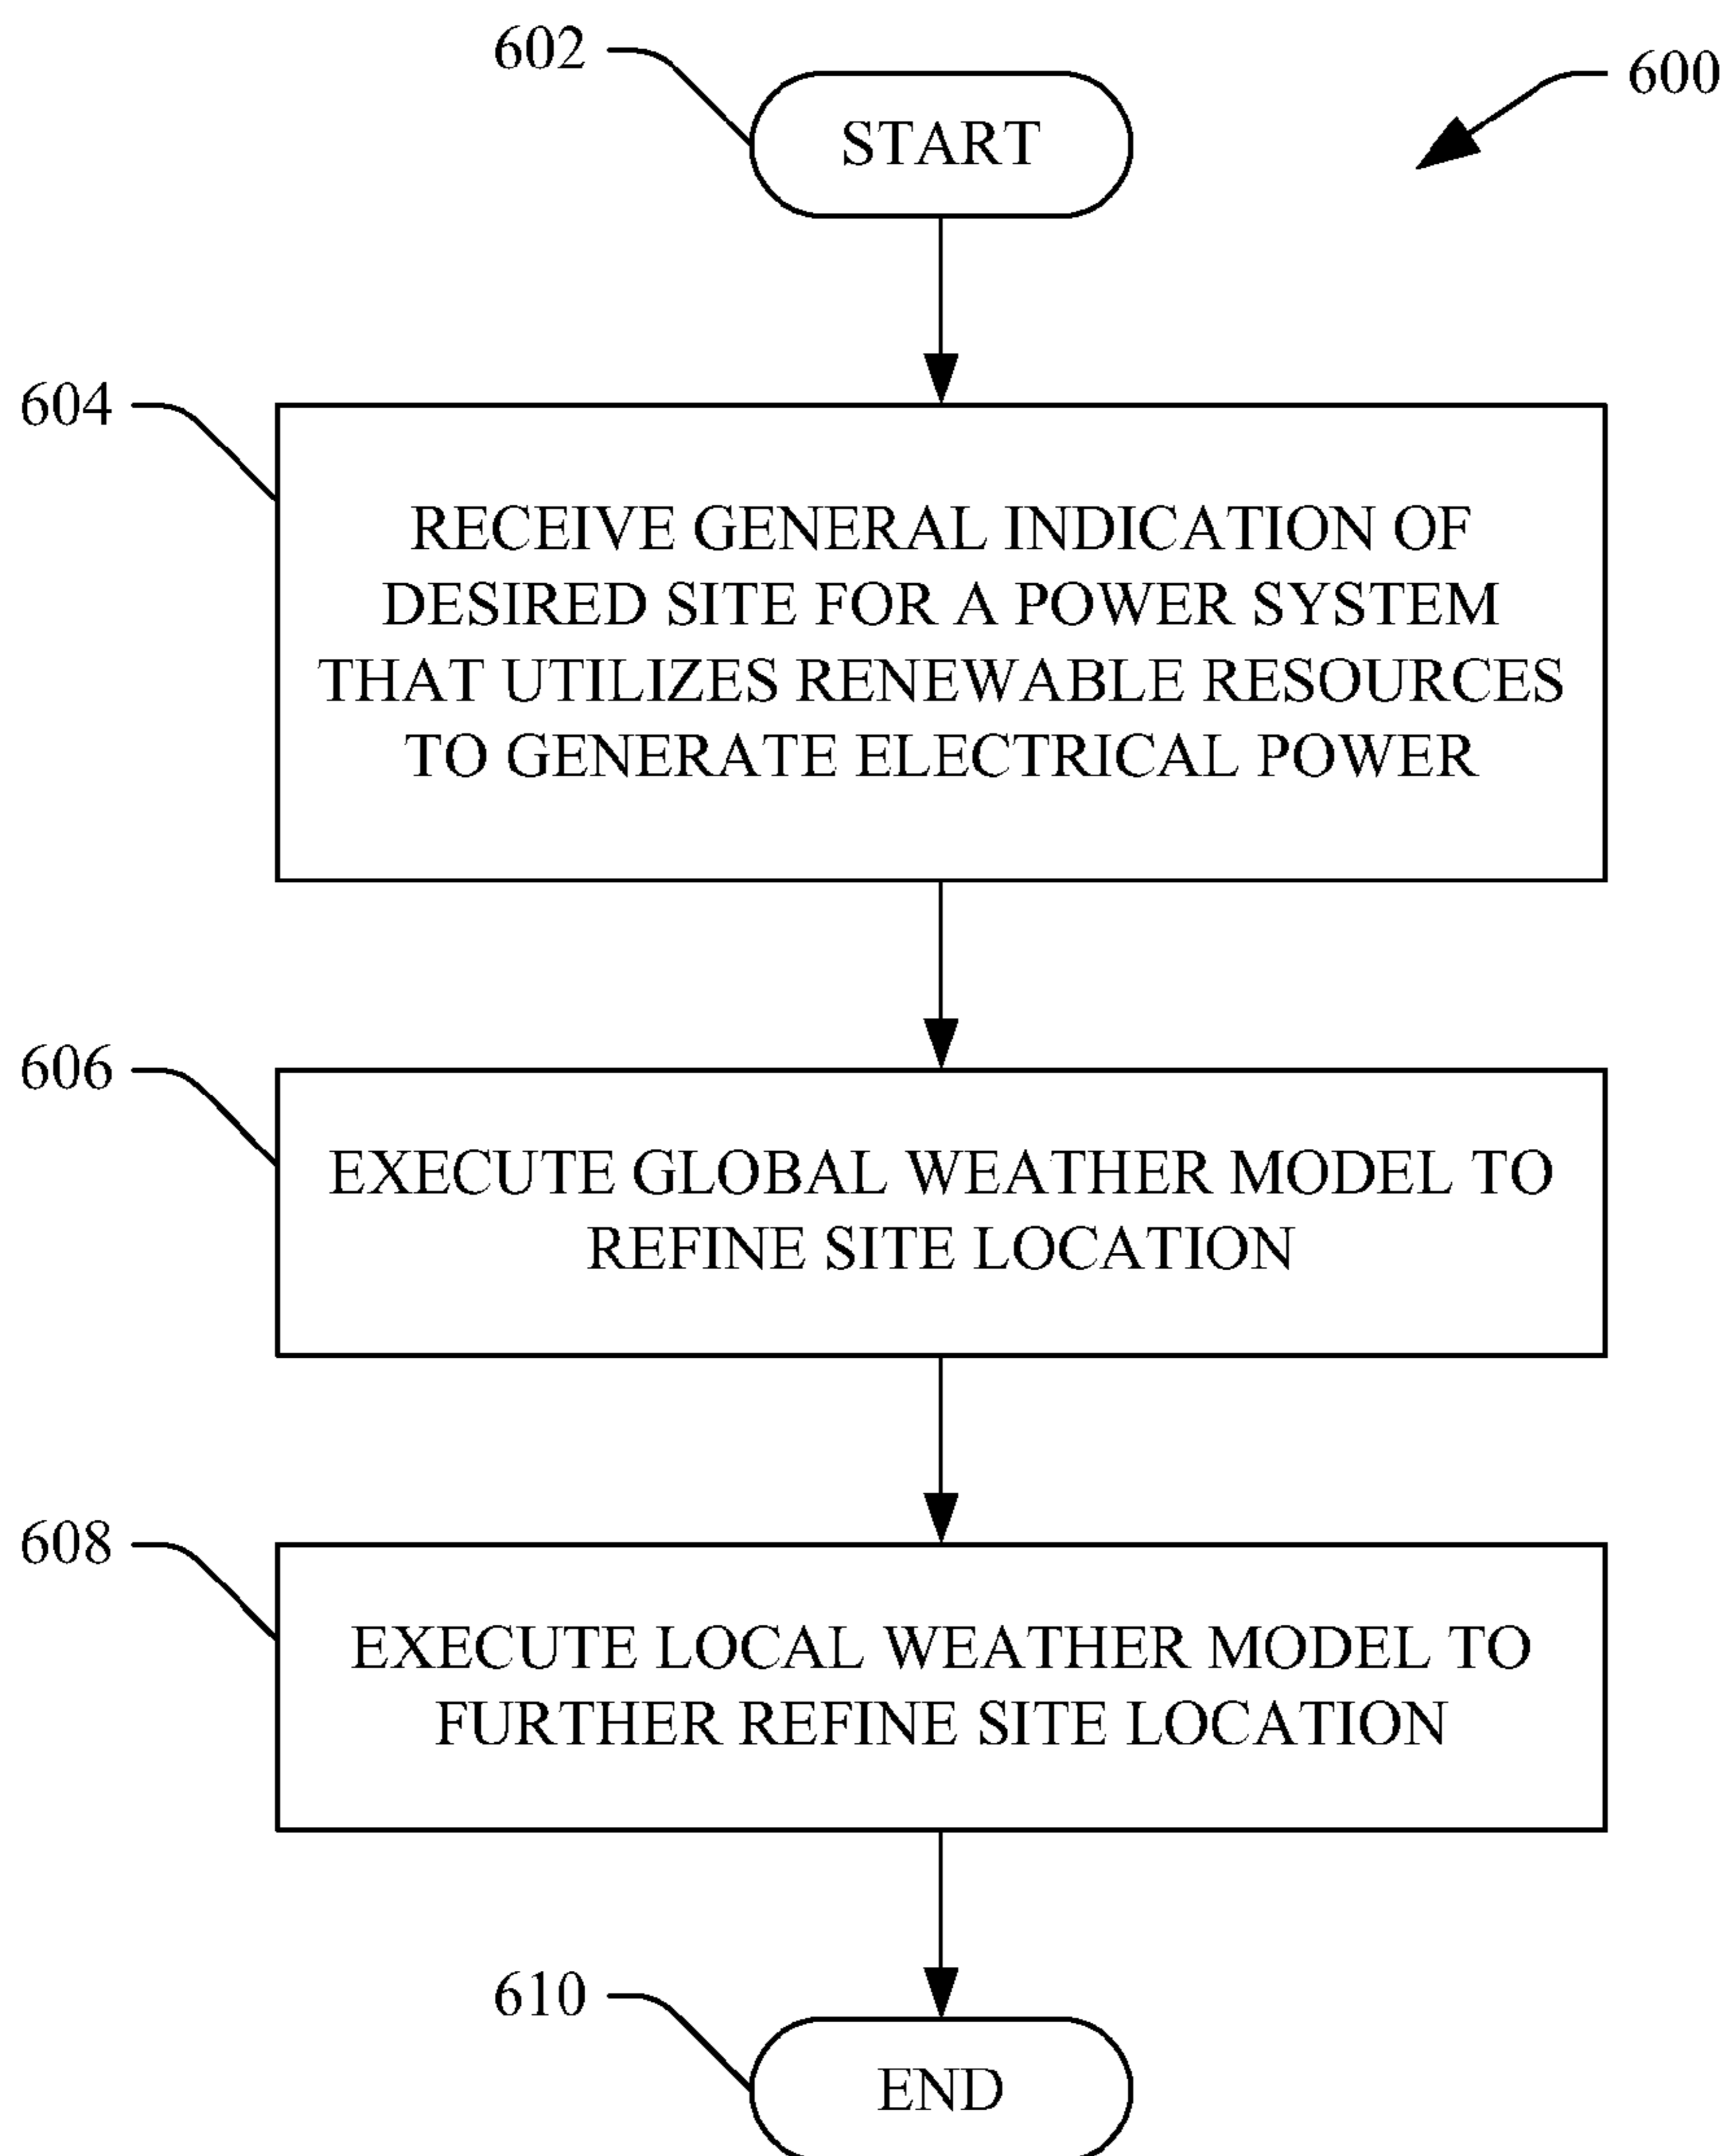 602
600
START
604
RECEIVE GENERAL INDICATION OF
DESIRED SITE FOR A POWER SYSTEM
THAT UTILIZES RENEWABLE RESOURCES
TO GENERATE ELECTRICAL POWER
606
EXECUTE GLOBAL WEATHER MODEL TO
REFINE SITE LOCATION
608
EXECUTE LOCAL WEATHER MODEL TO
FURTHER REFINE SITE LOCATION
610
END